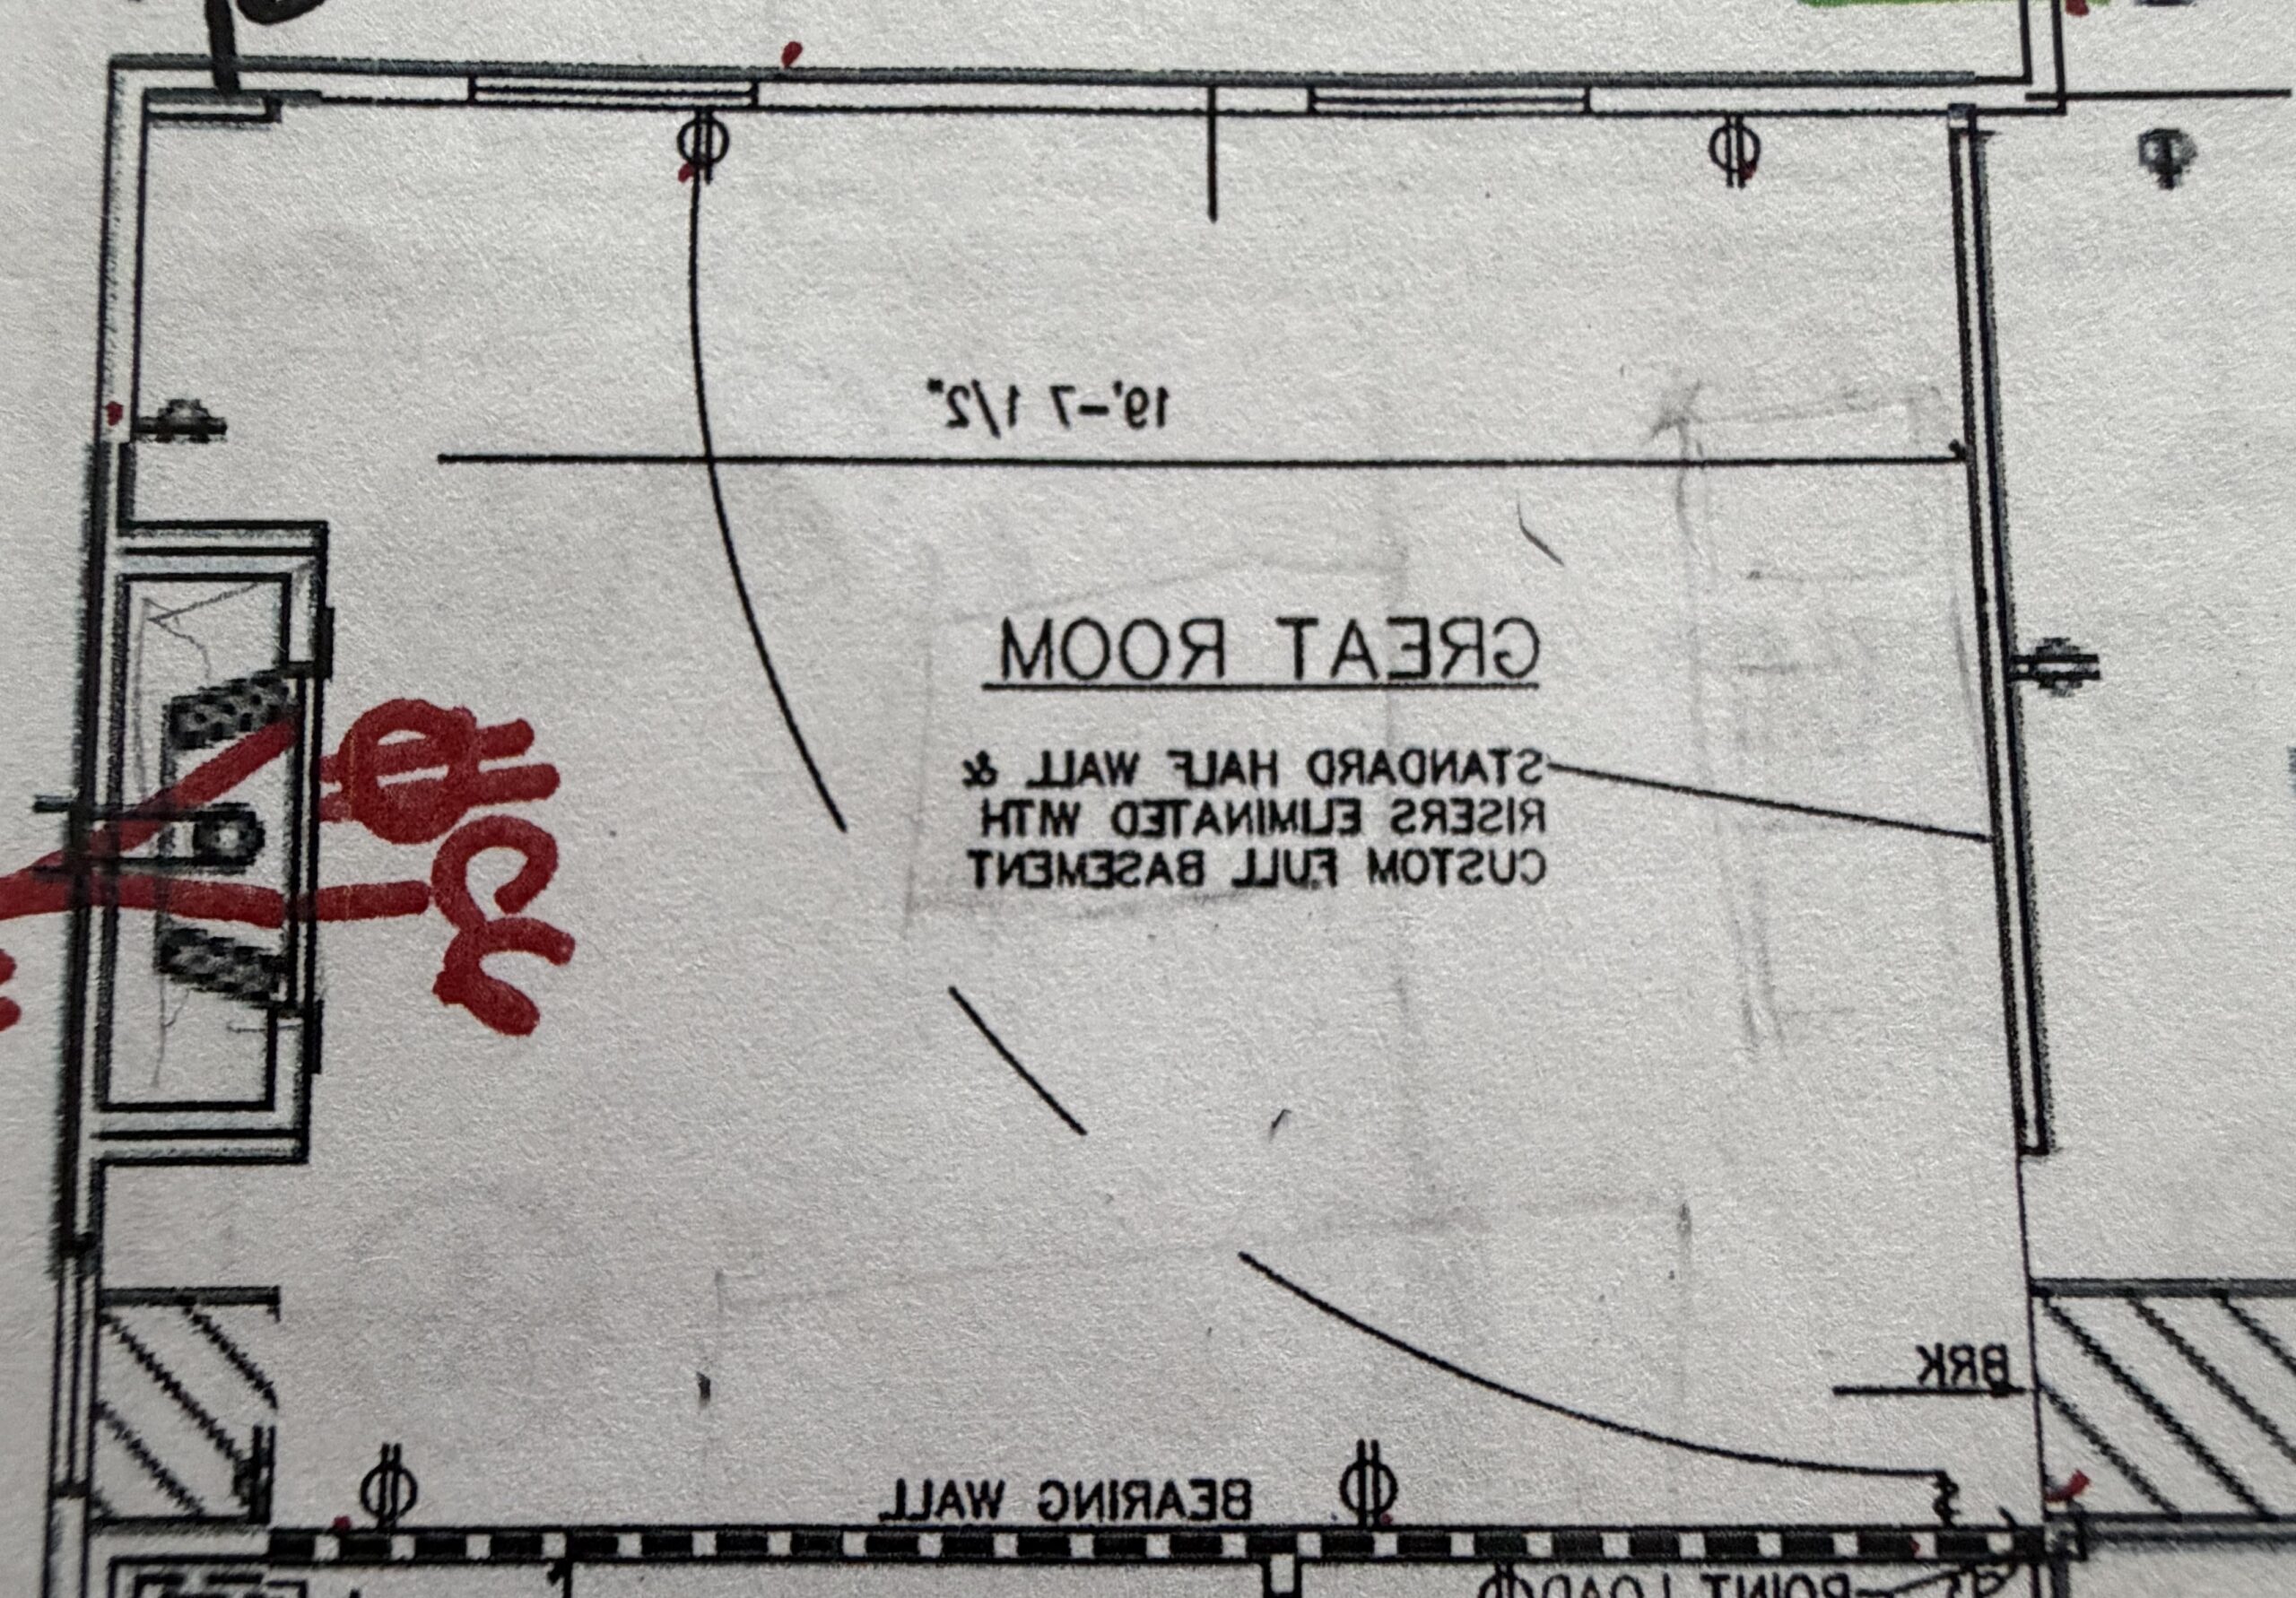 19'-7 1/2"
GREAT ROOM
STANDARD HALF WALL &
RISERS ELIMINATED WITH
CUSTOM FULL BASEMENT
BRK
BEARING WALL
POINT LOAD